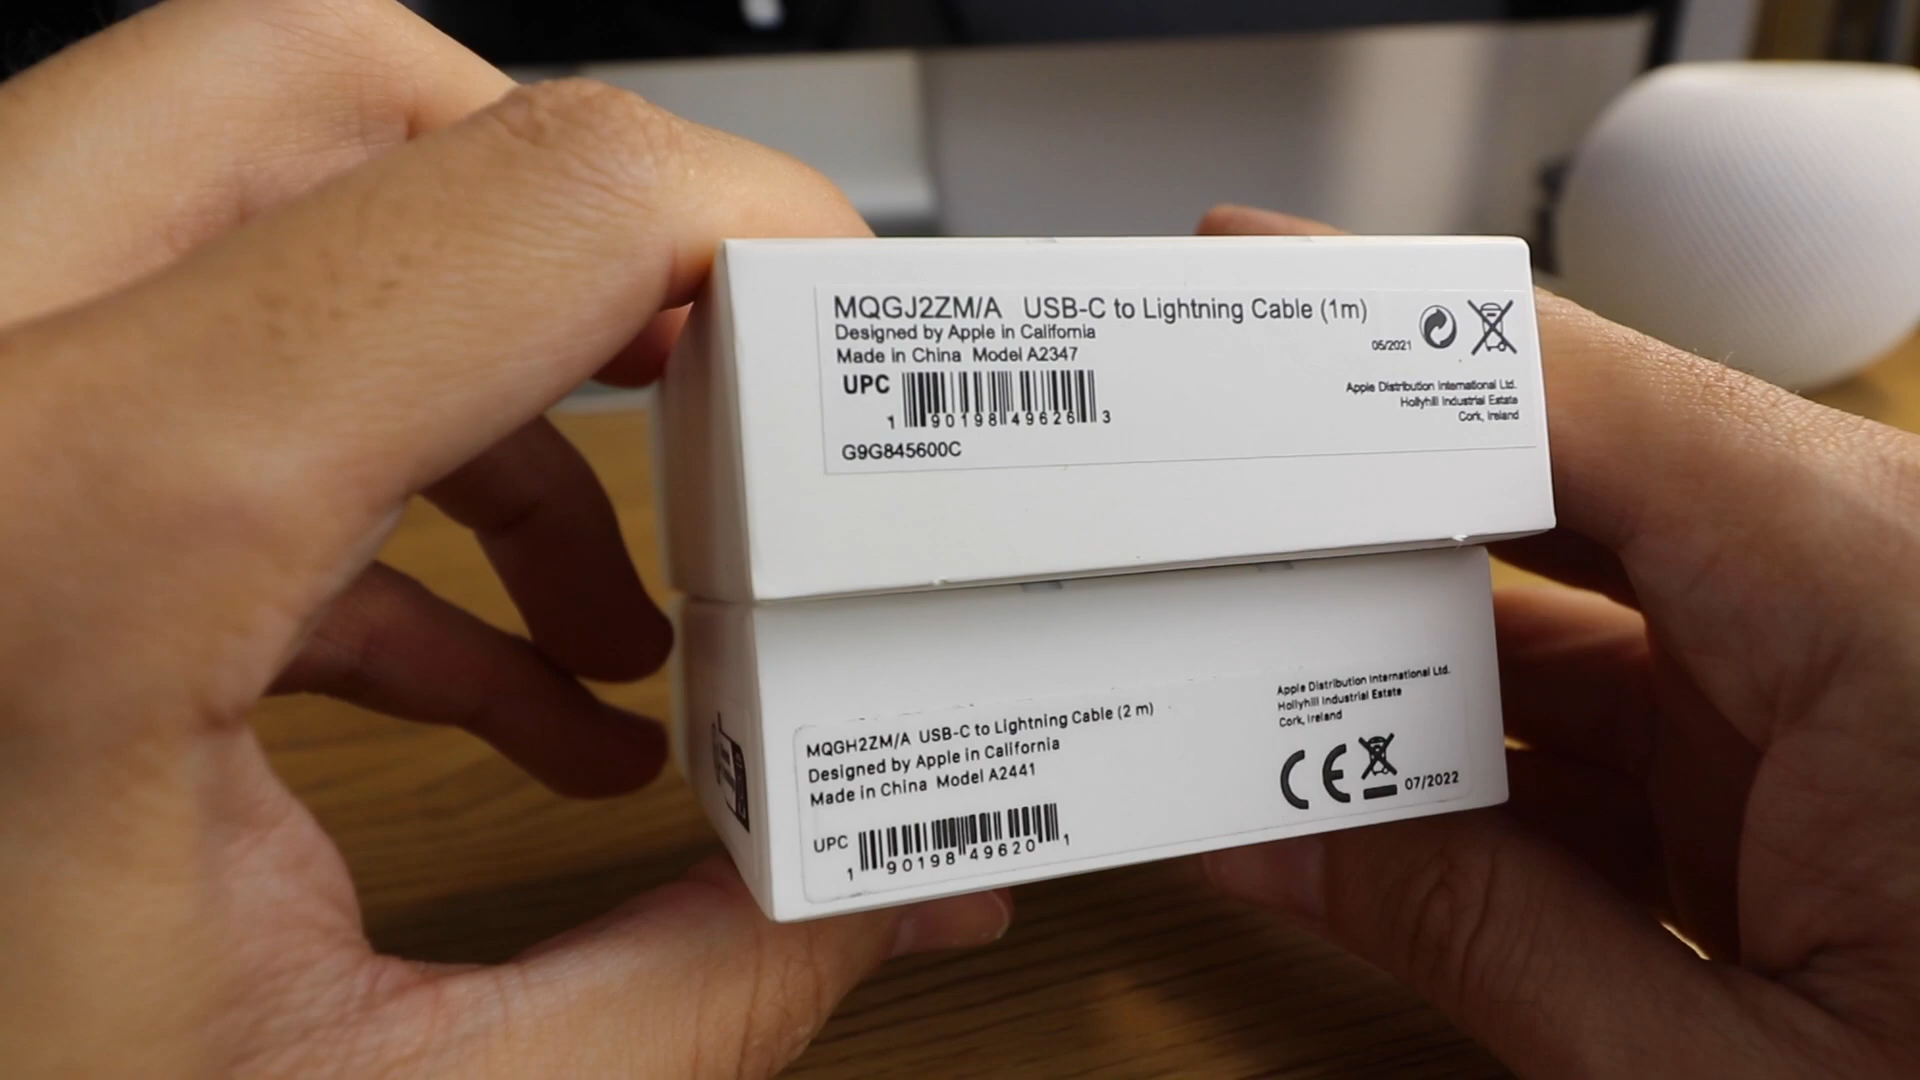 MQGJ2ZM/A USB-C to Lightning Cable (1m)
Designed by Apple in California
Made in China Model A2347
05/2021
UPC
1 90198 49626 3
Apple Distribution International Ltd.
Hollyhill Industrial Estate
Cork, Ireland
G9G845600C
MQGH2ZM/A USB-C to Lightning Cable (2 m)
Designed by Apple in California
Made in China Model A2441
UPC
1 90198 49620 1
Apple Distribution International Ltd.
Hollyhill Industrial Estate
Cork, Ireland
CE
07/2022